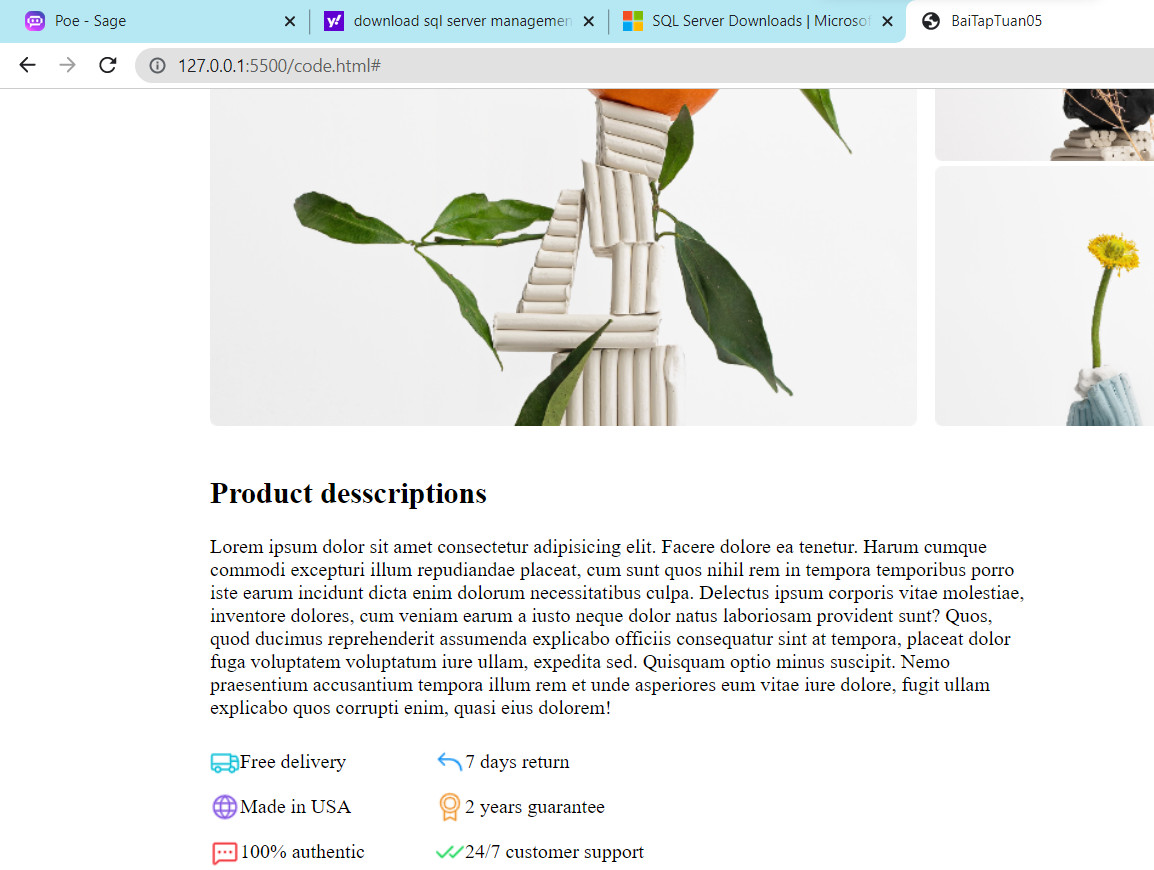 Poe - Sage
download sql server managemen
SQL Server Downloads | Microsof
BaiTapTuan05
127.0.0.1:5500/code.html#
Product desscriptions
Lorem ipsum dolor sit amet consectetur adipisicing elit. Facere dolore ea tenetur. Harum cumque
commodi excepturi illum repudiandae placeat, cum sunt quos nihil rem in tempora temporibus porro
iste earum incidunt dicta enim dolorum necessitatibus culpa. Delectus ipsum corporis vitae molestiae,
inventore dolores, cum veniam earum a iusto neque dolor natus laboriosam provident sunt? Quos,
quod ducimus reprehenderit assumenda explicabo officiis consequatur sint at tempora, placeat dolor
fuga voluptatem voluptatum iure ullam, expedita sed. Quisquam optio minus suscipit. Nemo
praesentium accusantium tempora illum rem et unde asperiores eum vitae iure dolore, fugit ullam
explicabo quos corrupti enim, quasi eius dolorem!
Free delivery
7 days return
Made in USA
2 years guarantee
100% authentic
24/7 customer support